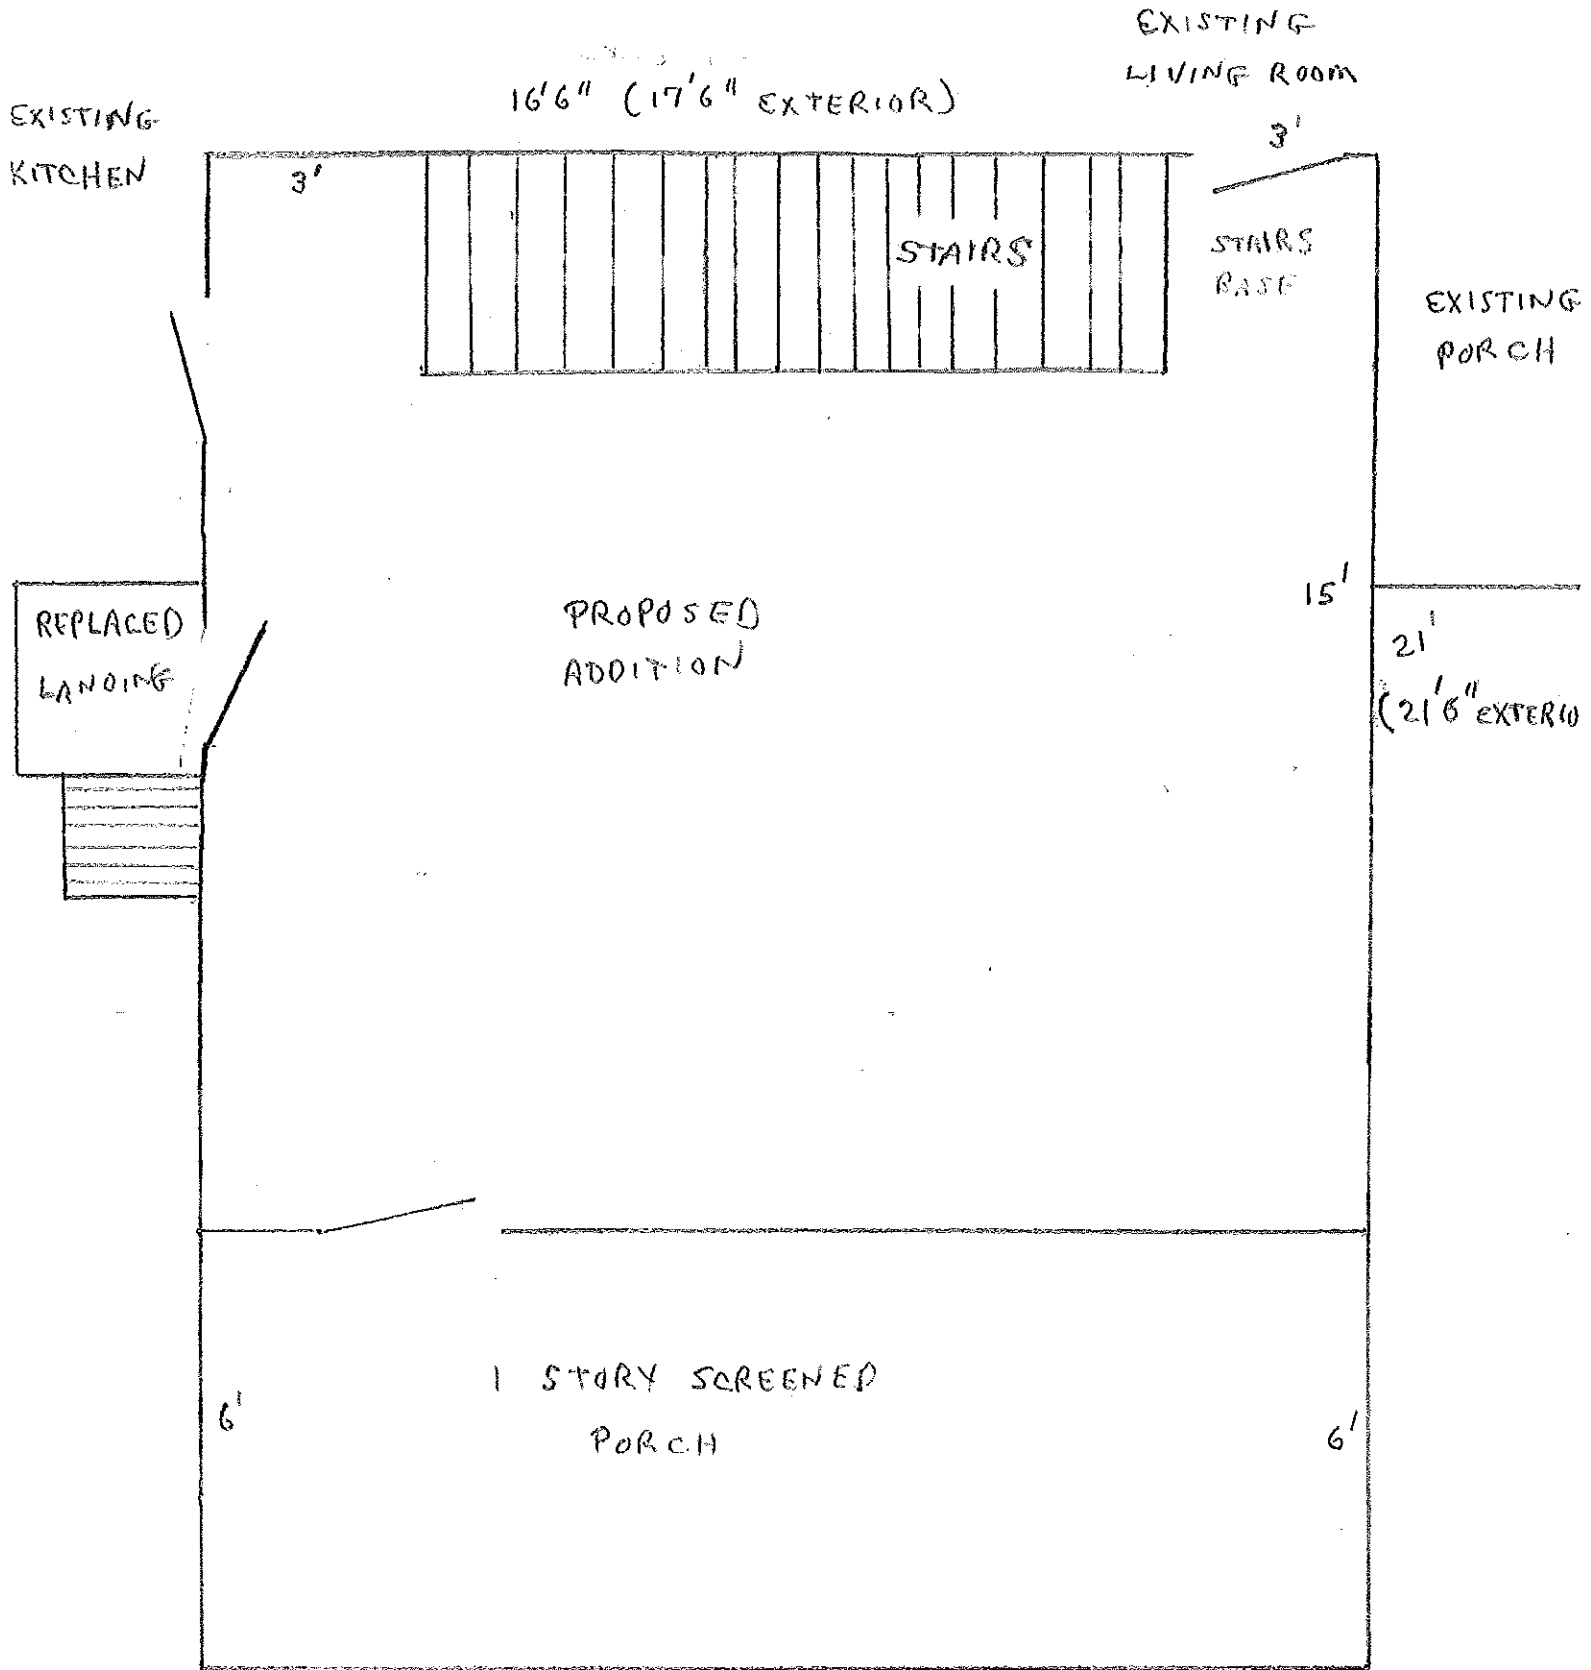 EXISTING
LIVING ROOM
16'6" (17'6" EXTERIOR)
EXISTING
KITCHEN
3'
3'
STAIRS
STAIRS
BASE
EXISTING
PORCH
REPLACED
LANDING
PROPOSED
ADDITION
15'
21'
(21'6" EXTERIO
1 STORY SCREENED
PORCH
6'
6'